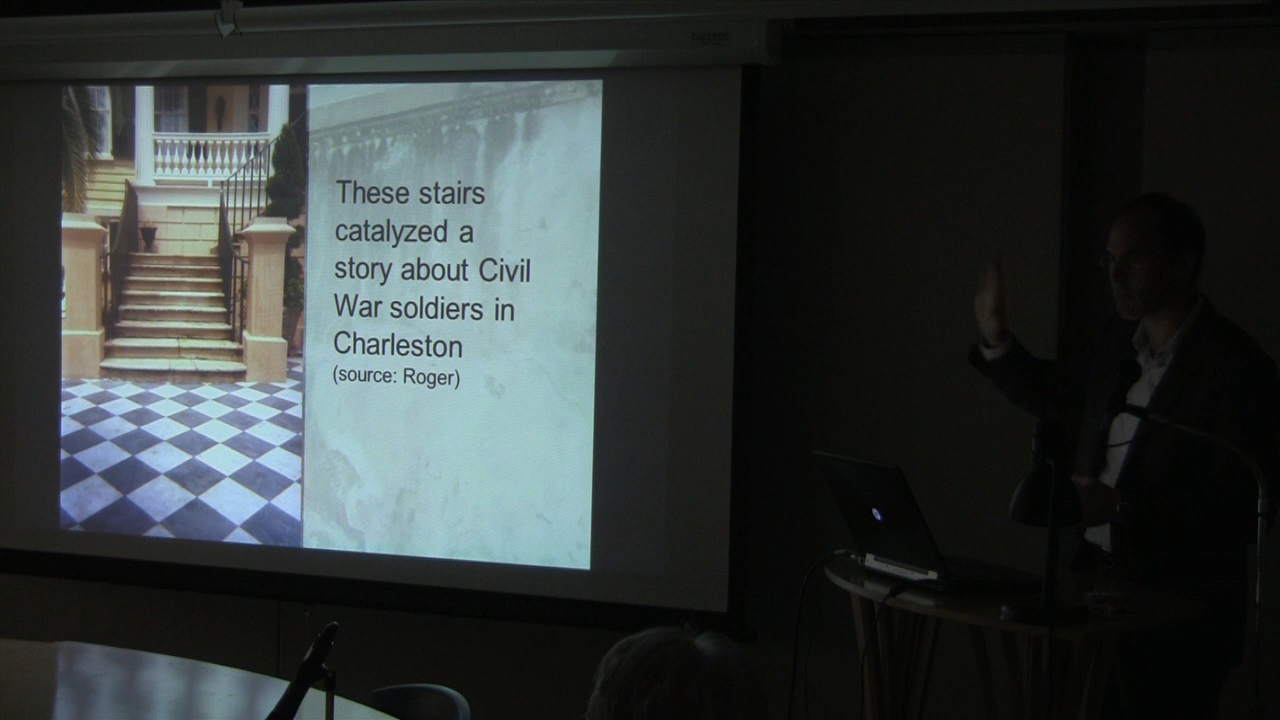 These stairs
catalyzed a
story about Civil
War soldiers in
Charleston
(source: Roger)